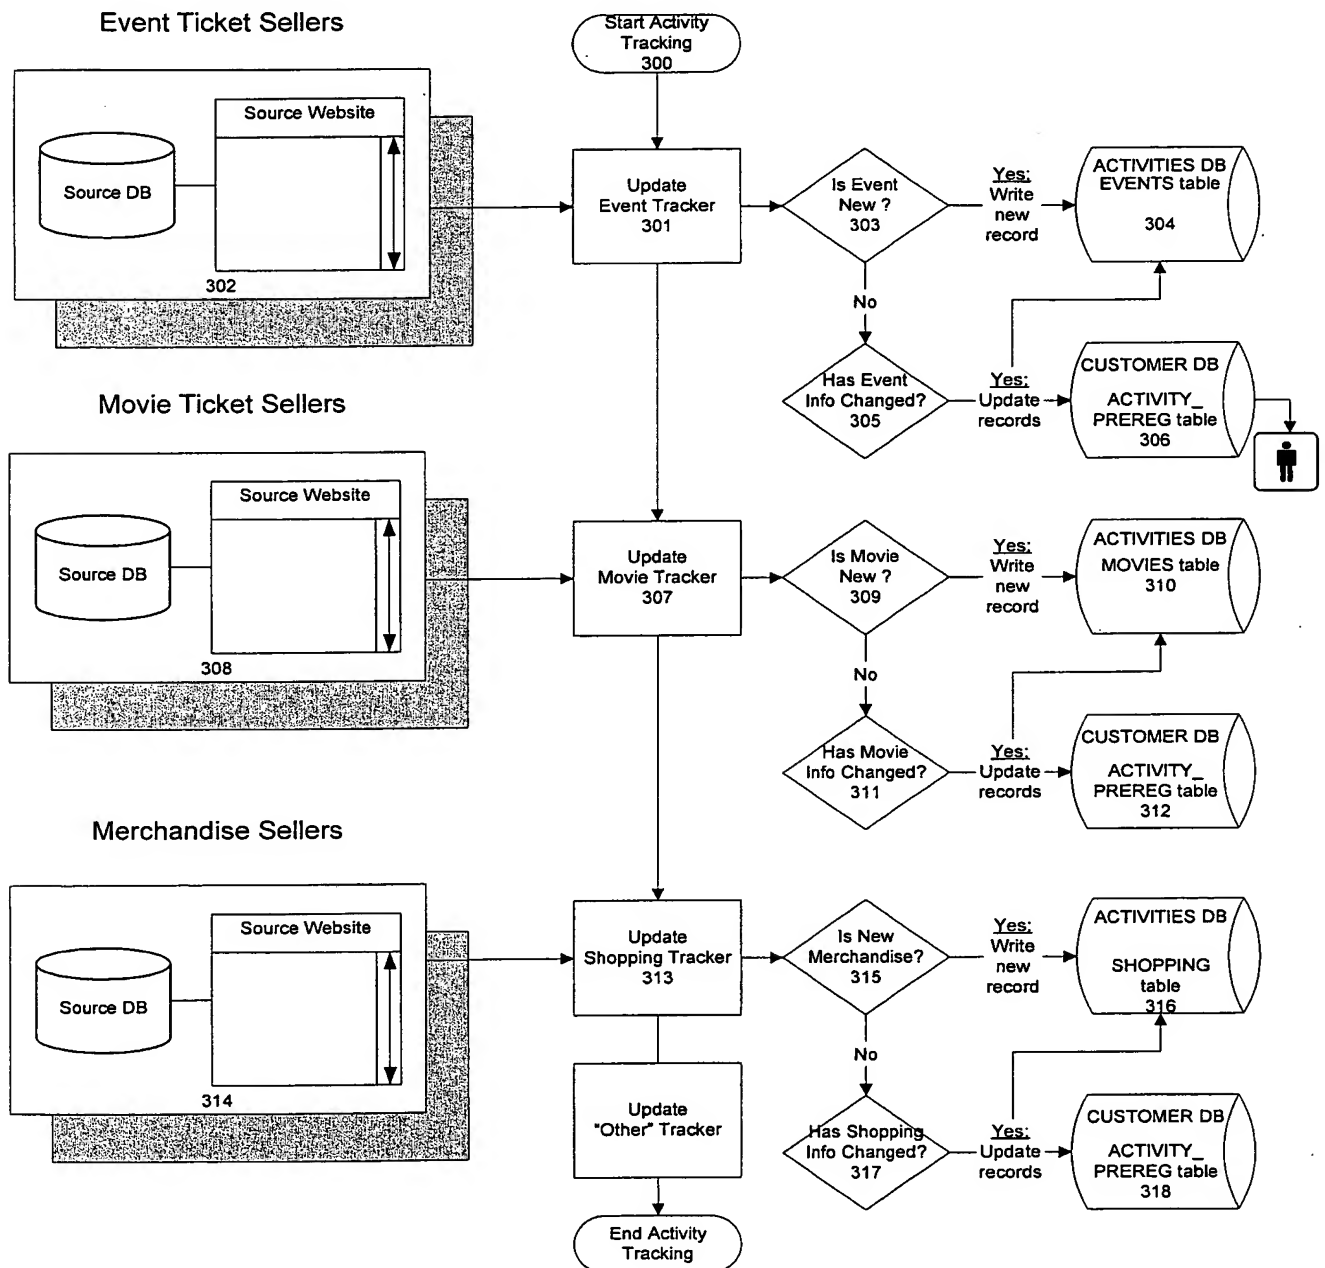 Event Ticket Sellers
Start Activity
Tracking
300
Source Website
Source DB
302
Update
Event Tracker
301
Is Event
New ?
303
Yes:
Write
new
record
ACTIVITIES DB
EVENTS table
304
No
Has Event
Info Changed?
305
Yes:
Update
records
CUSTOMER DB
ACTIVITY_
PREREG table
306
Movie Ticket Sellers
Source Website
Source DB
308
Update
Movie Tracker
307
Is Movie
New ?
309
Yes:
Write
new
record
ACTIVITIES DB
MOVIES table
310
No
Has Movie
Info Changed?
311
Yes:
Update
records
CUSTOMER DB
ACTIVITY_
PREREG table
312
Merchandise Sellers
Source Website
Source DB
314
Update
Shopping Tracker
313
Is New
Merchandise?
315
Yes:
Write
new
record
ACTIVITIES DB
SHOPPING
table
316
No
Update
"Other" Tracker
Has Shopping
Info Changed?
317
Yes:
Update
records
CUSTOMER DB
ACTIVITY_
PREREG table
318
End Activity
Tracking